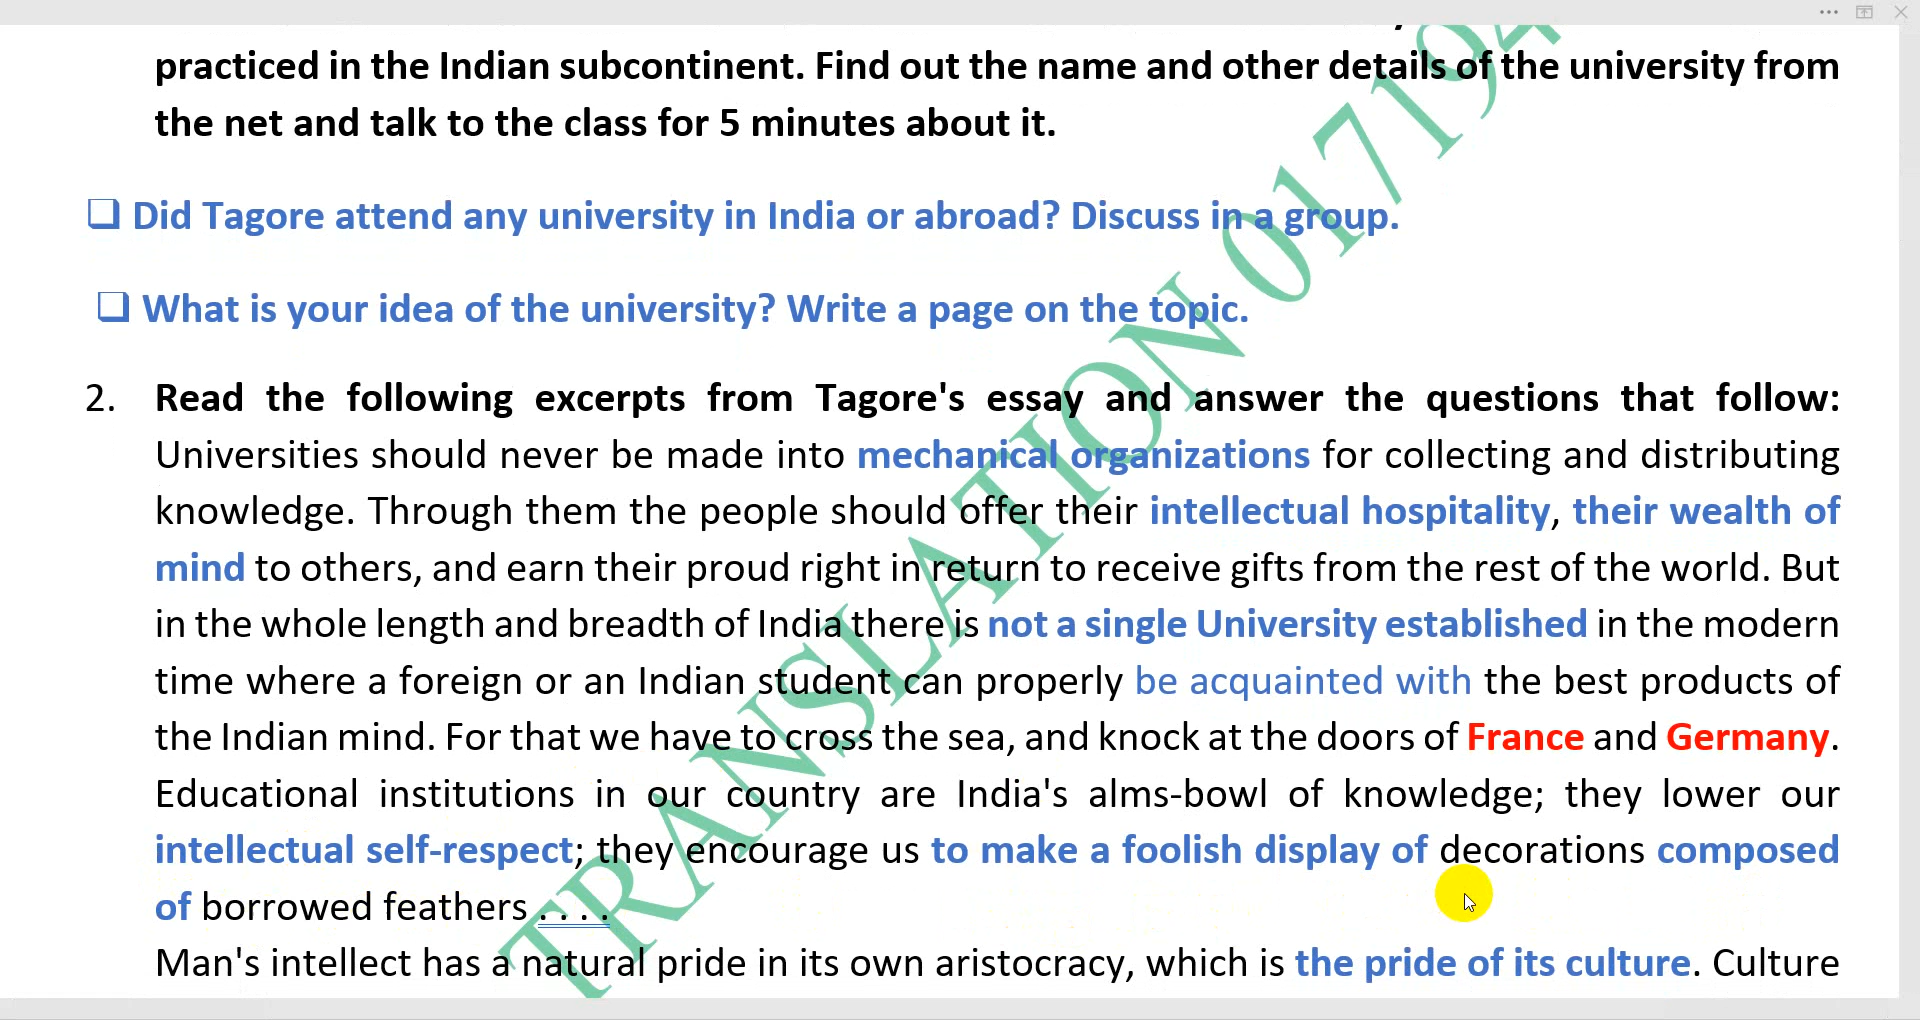 practiced in the Indian subcontinent. Find out the name and other details of the university from
the net and talk to the class for 5 minutes about it.
Did Tagore attend any university in India or abroad? Discuss in a group.
What is your idea of the university? Write a page on the topic.
2. Read the following excerpts from Tagore's essay and answer the questions that follow:
Universities should never be made into mechanical organizations for collecting and distributing
knowledge. Through them the people should offer their intellectual hospitality, their wealth of
mind to others, and earn their proud right in return to receive gifts from the rest of the world. But
in the whole length and breadth of India there is not a single University established in the modern
time where a foreign or an Indian student can properly be acquainted with the best products of
the Indian mind. For that we have to cross the sea, and knock at the doors of France and Germany.
Educational institutions in our country are India's alms-bowl of knowledge; they lower our
intellectual self-respect; they encourage us to make a foolish display of decorations composed
of borrowed feathers . . . .
Man's intellect has a natural pride in its own aristocracy, which is the pride of its culture. Culture
TRANSLATION 01719